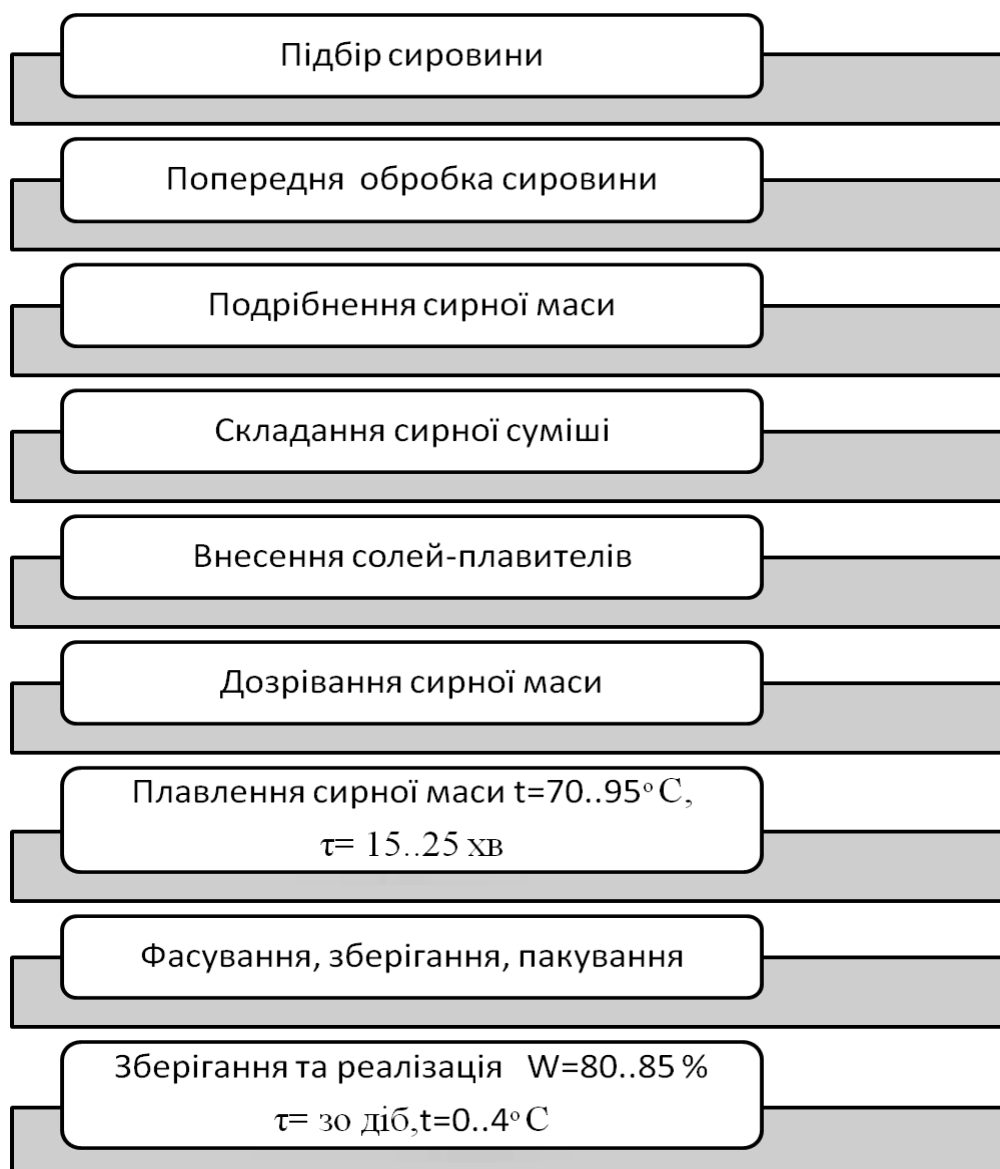 Підбір сировини
Попередня обробка сировини
Подрібнення сирної маси
Складання сирної суміші
Внесення солей-плавителів
Дозрівання сирної маси
Плавлення сирної маси t=70..95° С,
τ= 15..25 хв
Фасування, зберігання, пакування
Зберігання та реалізація W=80..85 %
τ= зо діб,t=0..4° С